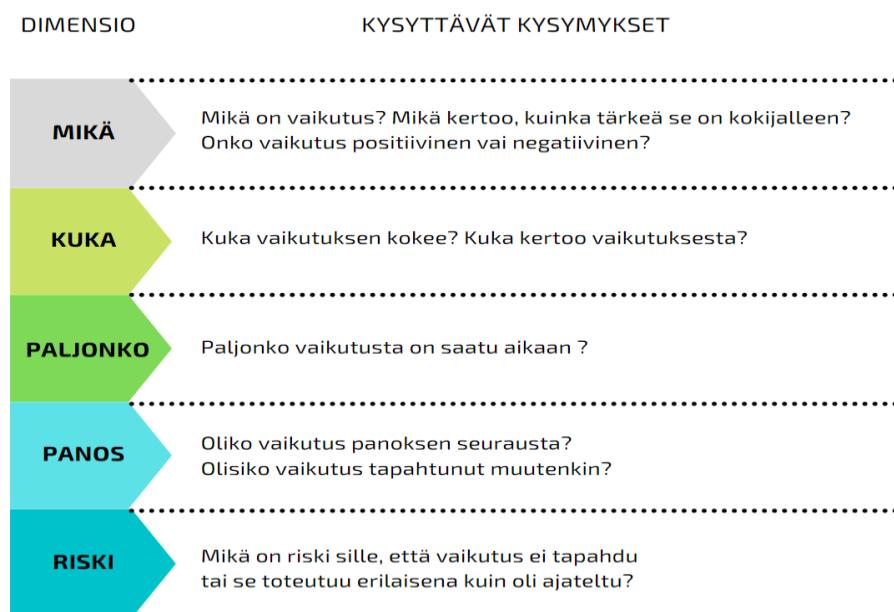 DIMENSIO
KYSYTTÄVÄT KYSYMYKSET
MIKÄ
Mikä on vaikutus? Mikä kertoo, kuinka tärkeä se on kokijalleen?
Onko vaikutus positiivinen vai negatiivinen?
KUKA
Kuka vaikutuksen kokee? Kuka kertoo vaikutuksesta?
PALJONKO
Paljonko vaikutusta on saatu aikaan ?
PANOS
Oliko vaikutus panoksen seurausta?
Olisiko vaikutus tapahtunut muutenkin?
RISKI
Mikä on riski sille, että vaikutus ei tapahdu
tai se toteutuu erilaisena kuin oli ajateltu?